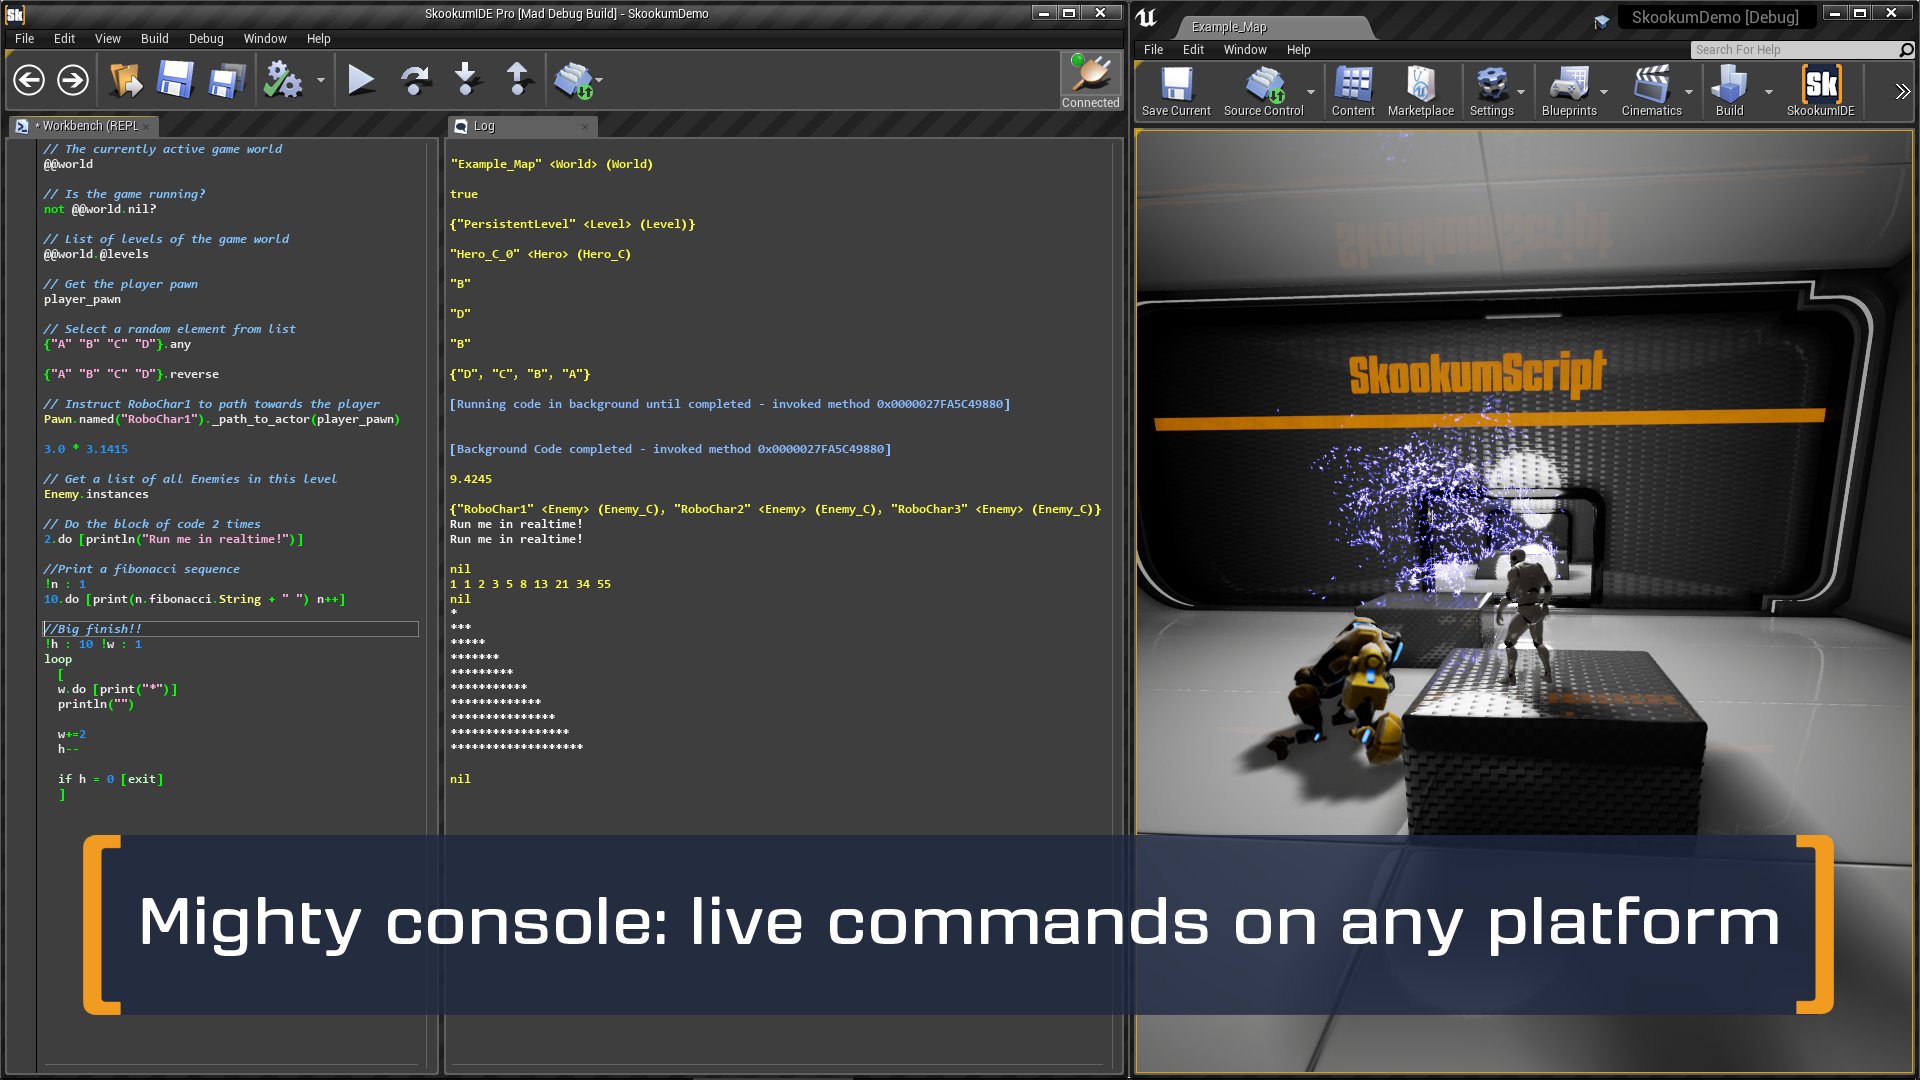 Sk
SkookumIDE Pro [Mad Debug Build] - SkookumDemo
File Edit View Build Debug Window Help
Connected
* Workbench (REPL
// The currently active game world
@@world
// Is the game running?
not @@world.nil?
// List of levels of the game world
@@world.@levels
// Get the player pawn
player_pawn
// Select a random element from list
{"A" "B" "C" "D"}.any
{"A" "B" "C" "D"}.reverse
// Instruct RoboChar1 to path towards the player
Pawn.named("RoboChar1")._path_to_actor(player_pawn)
3.0 * 3.1415
// Get a list of all Enemies in this level
Enemy.instances
// Do the block of code 2 times
2.do [println("Run me in realtime!")]
//Print a fibonacci sequence
!n : 1
10.do [print(n.fibonacci.String + " ") n++]
//Big finish!!
!h : 10 !w : 1
loop
[
w.do [print("*")]
println("")
w+=2
h--
if h = 0 [exit]
]
Log
"Example_Map" <World> (World)
true
{"PersistentLevel" <Level> (Level)}
"Hero_C_0" <Hero> (Hero_C)
"B"
"D"
"B"
{"D", "C", "B", "A"}
[Running code in background until completed - invoked method 0x0000027FA5C49880]
[Background Code completed - invoked method 0x0000027FA5C49880]
9.4245
{"RoboChar1" <Enemy> (Enemy_C), "RoboChar2" <Enemy> (Enemy_C), "RoboChar3" <Enemy> (Enemy_C)}
Run me in realtime!
Run me in realtime!
nil
1 1 2 3 5 8 13 21 34 55
nil
*
***
*****
*******
*********
***********
*************
***************
*****************
*******************
nil
Example_Map
SkookumDemo [Debug]
File Edit Window Help
Search For Help
Save Current Source Control Content Marketplace Settings Blueprints Cinematics Build SkookumIDE
Sk
SkookumScript
Mighty console: live commands on any platform